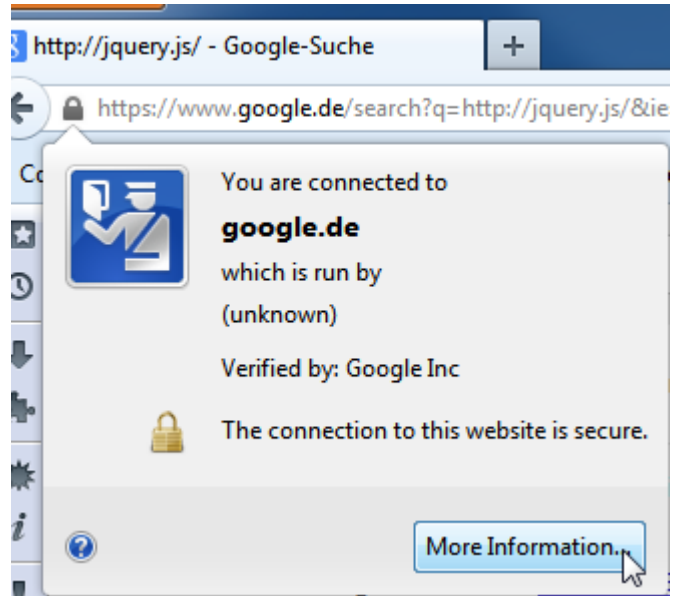 http://jquery.js/ - Google-Suche
https://www.google.de/search?q=http://jquery.js/&ie
You are connected to
google.de
which is run by
(unknown)
Verified by: Google Inc
The connection to this website is secure.
More Information...